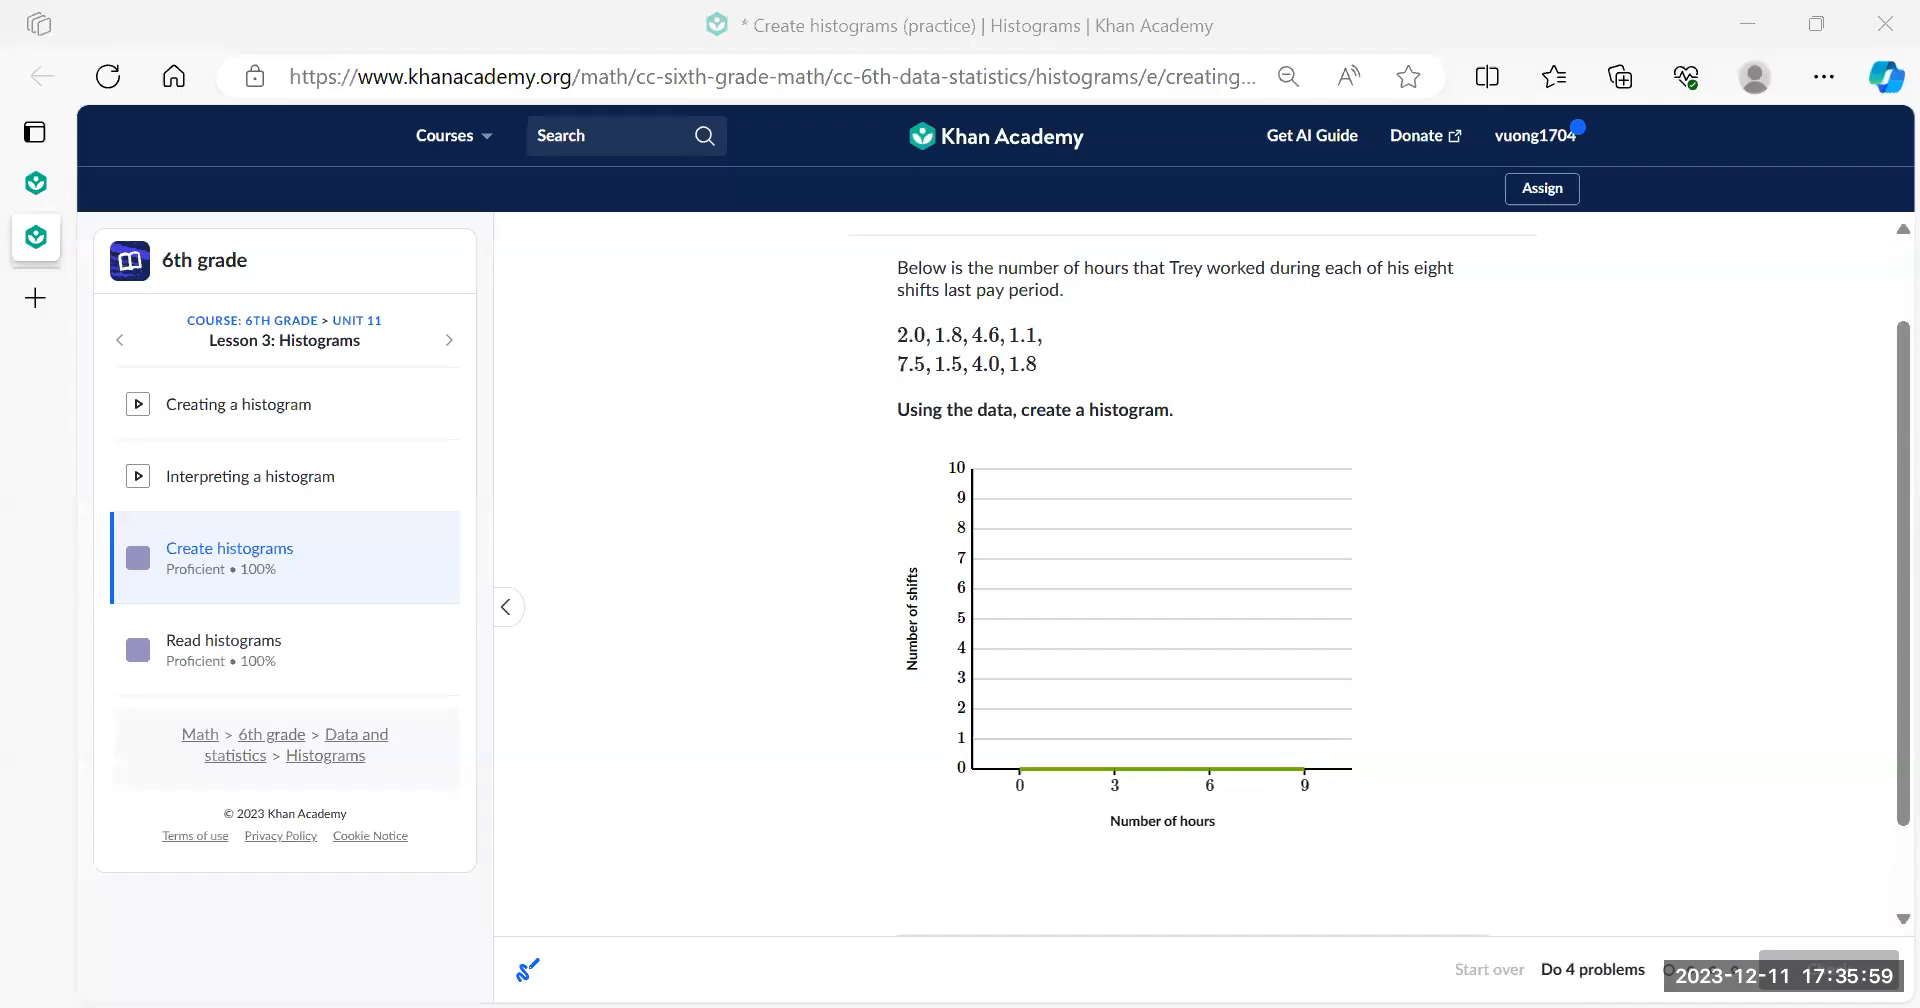 * Create histograms (practice) | Histograms | Khan Academy
https://www.khanacademy.org/math/cc-sixth-grade-math/cc-6th-data-statistics/histograms/e/creating...
Courses
Search
Khan Academy
Get AI Guide
Donate
vuong1704
Assign
6th grade
COURSE: 6TH GRADE > UNIT 11
Lesson 3: Histograms
Creating a histogram
Interpreting a histogram
Create histograms
Proficient • 100%
Read histograms
Proficient • 100%
Math > 6th grade > Data and
statistics > Histograms
© 2023 Khan Academy
Terms of use Privacy Policy Cookie Notice
Below is the number of hours that Trey worked during each of his eight
shifts last pay period.
2.0, 1.8, 4.6, 1.1,
7.5, 1.5, 4.0, 1.8
Using the data, create a histogram.
10
9
8
7
6
5
4
3
2
1
0
Number of shifts
0 3 6 9
Number of hours
Start over
Do 4 problems
2023-12-11 17:35:59